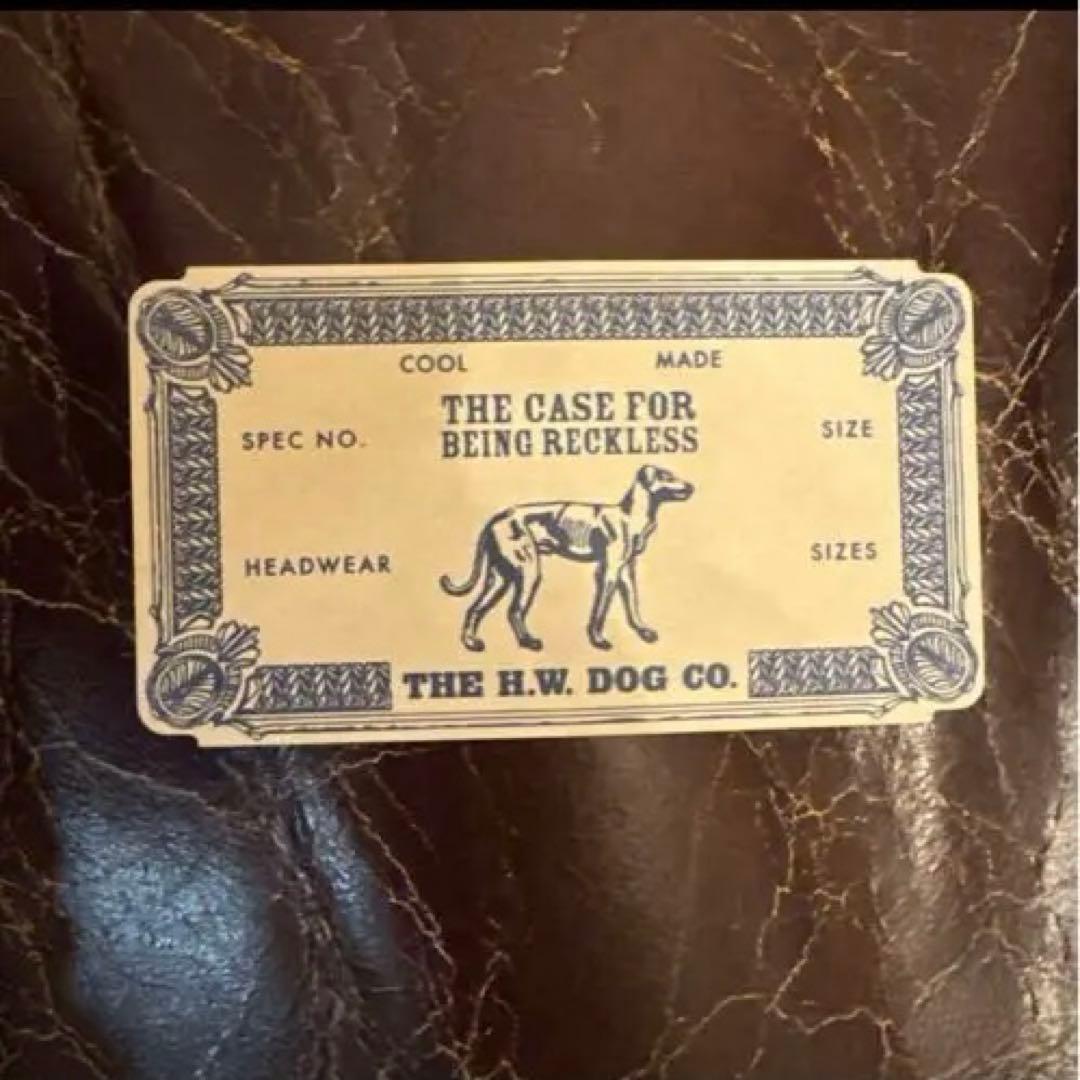 COOL MADE
THE CASE FOR
BEING RECKLESS
SPEC NO. SIZE
HEADWEAR SIZES
THE H.W. DOG CO.